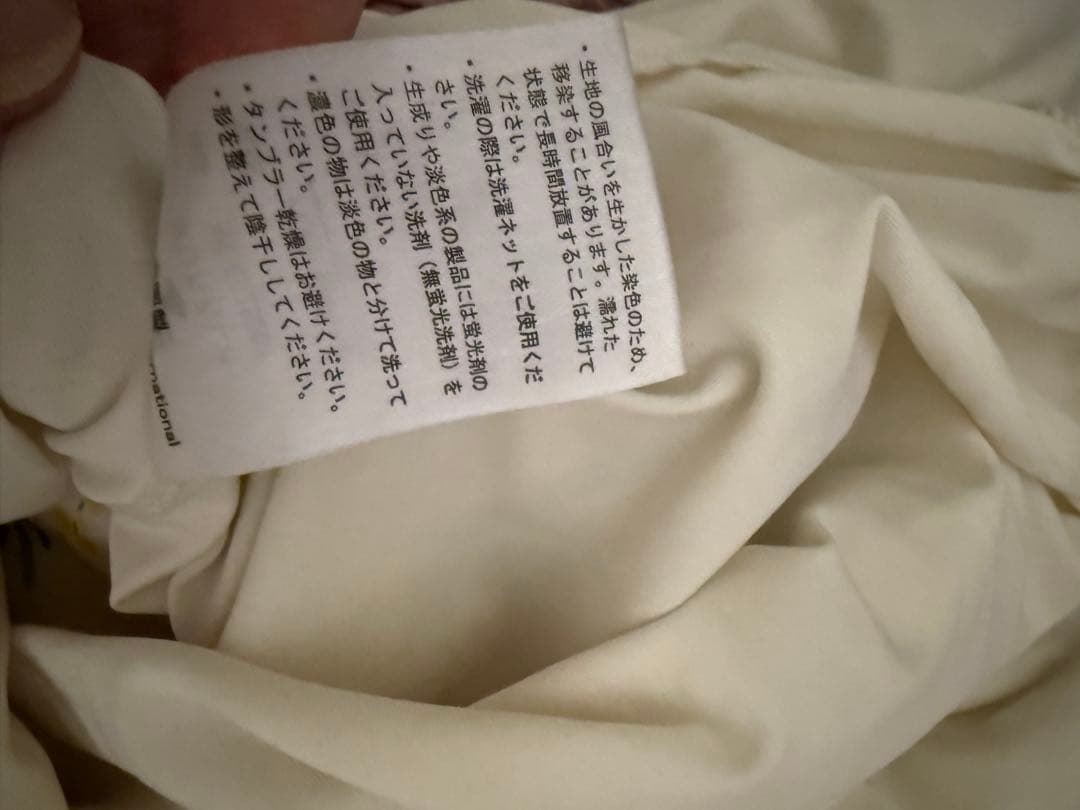 ・生地の風合いを生かした染色のため、
移染することがあります。濡れた
状態で長時間放置することは避けて
ください。
・洗濯の際は洗濯ネットをご使用くだ
さい。
・生成りや淡色系の製品には蛍光剤の
入っていない洗剤（無蛍光洗剤）を
ご使用ください。
・濃色の物は淡色の物と分けて洗って
ください。
・タンブラー乾燥はお避けください。
・形を整えて陰干ししてください。
製
rnational